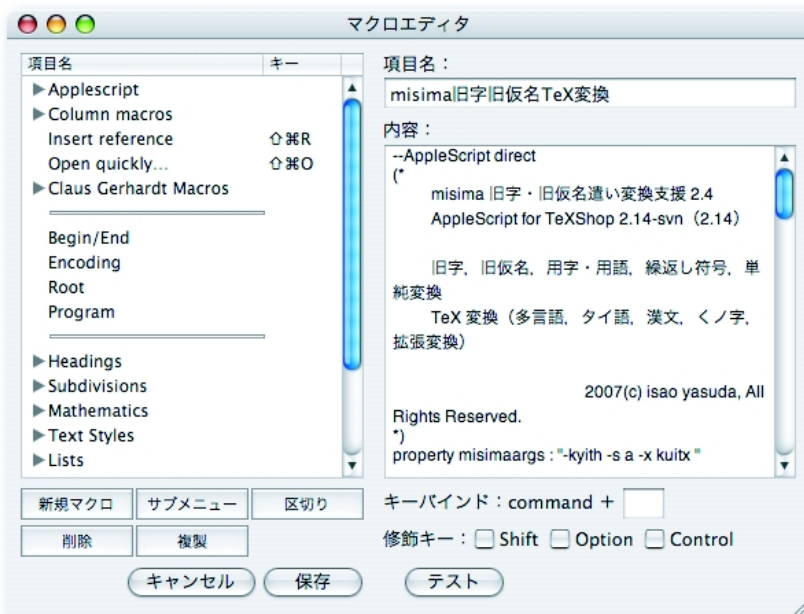 マクロエディタ
項目名 キー
Applescript
Column macros
Insert reference ⇧⌘R
Open quickly... ⇧⌘O
Claus Gerhardt Macros
Begin/End
Encoding
Root
Program
Headings
Subdivisions
Mathematics
Text Styles
Lists
新規マクロ サブメニュー 区切り
削除 複製
項目名：
misima旧字旧仮名TeX変換
内容：
--AppleScript direct
(*
misima 旧字・旧仮名遣い変換支援 2.4
AppleScript for TeXShop 2.14-svn（2.14）
旧字，旧仮名，用字・用語，繰返し符号，単
純変換
TeX 変換（多言語，タイ語，漢文，くノ字，
拡張変換）
2007(c) isao yasuda, All
Rights Reserved.
*)
property misimaargs : "-kyith -s a -x kuitx "
キーバインド：command +
修飾キー： Shift Option Control
キャンセル 保存 テスト